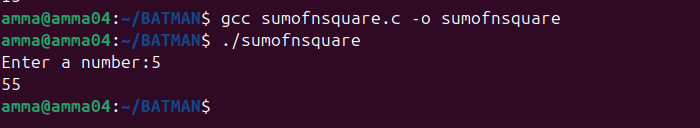 amma@amma04:~/BATMAN$ gcc sumofnsquare.c -o sumofnsquare
amma@amma04:~/BATMAN$ ./sumofnsquare
Enter a number:5
55
amma@amma04:~/BATMAN$